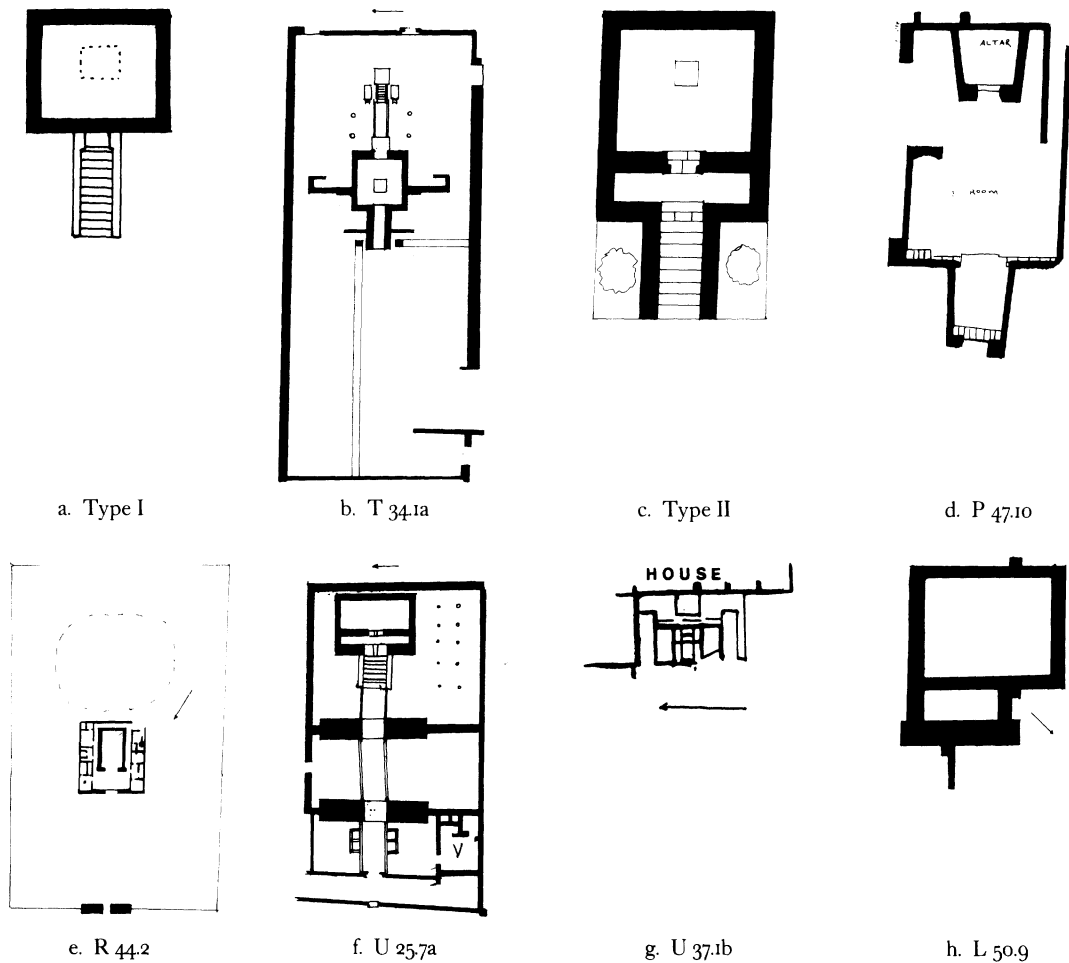 ALTAR
ROOM
a. Type I
b. T 34.1a
c. Type II
d. P 47.10
HOUSE
V
e. R 44.2
f. U 25.7a
g. U 37.1b
h. L 50.9